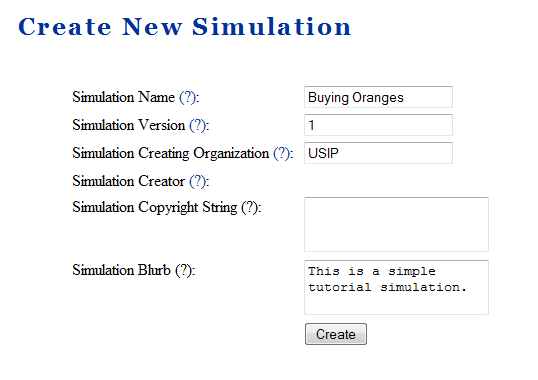 Create New Simulation
Simulation Name (?): Buying Oranges
Simulation Version (?): 1
Simulation Creating Organization (?): USIP
Simulation Creator (?):
Simulation Copyright String (?):
Simulation Blurb (?): This is a simple
tutorial simulation.
Create